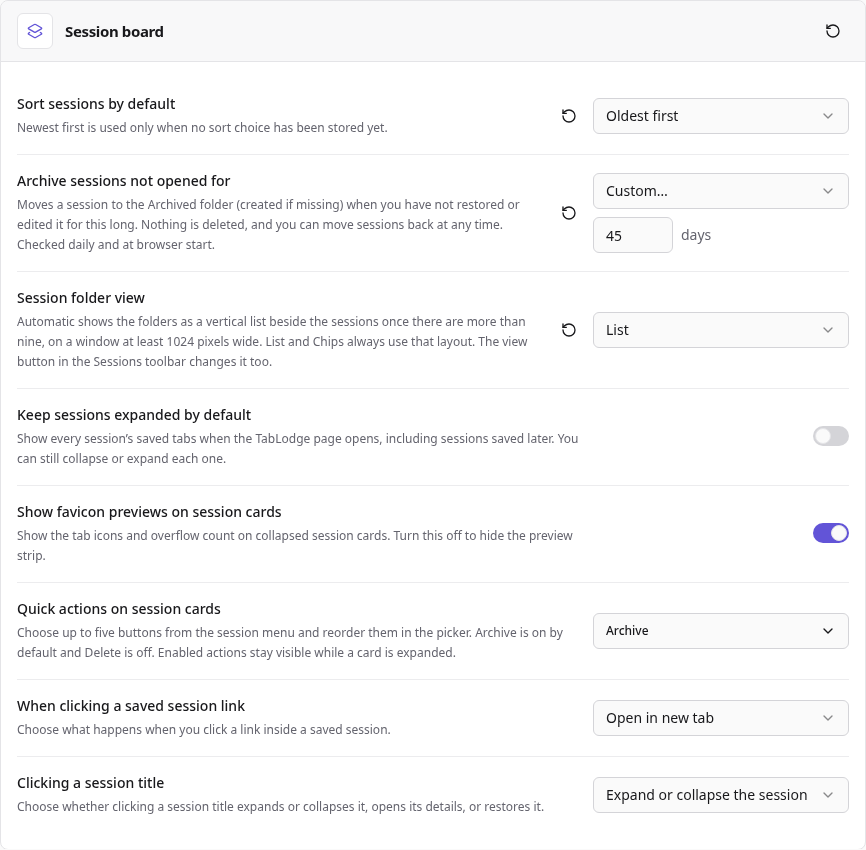 Session board
Sort sessions by default
Newest first is used only when no sort choice has been stored yet.
Oldest first
Archive sessions not opened for
Moves a session to the Archived folder (created if missing) when you have not restored or
edited it for this long. Nothing is deleted, and you can move sessions back at any time.
Checked daily and at browser start.
Custom...
45
days
Session folder view
Automatic shows the folders as a vertical list beside the sessions once there are more than
nine, on a window at least 1024 pixels wide. List and Chips always use that layout. The view
button in the Sessions toolbar changes it too.
List
Keep sessions expanded by default
Show every session’s saved tabs when the TabLodge page opens, including sessions saved later. You
can still collapse or expand each one.
Show favicon previews on session cards
Show the tab icons and overflow count on collapsed session cards. Turn this off to hide the preview
strip.
Quick actions on session cards
Choose up to five buttons from the session menu and reorder them in the picker. Archive is on by
default and Delete is off. Enabled actions stay visible while a card is expanded.
Archive
When clicking a saved session link
Choose what happens when you click a link inside a saved session.
Open in new tab
Clicking a session title
Choose whether clicking a session title expands or collapses it, opens its details, or restores it.
Expand or collapse the session